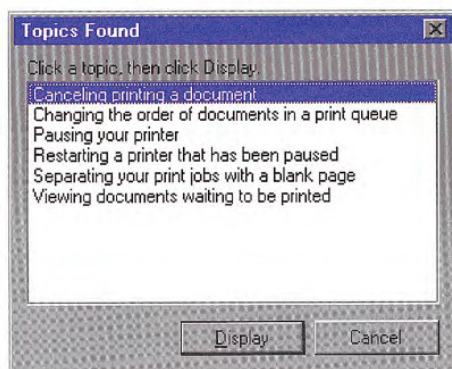 Topics Found
Click a topic, then click Display.
Canceling printing a document
Changing the order of documents in a print queue
Pausing your printer
Restarting a printer that has been paused
Separating your print jobs with a blank page
Viewing documents waiting to be printed
Display
Cancel